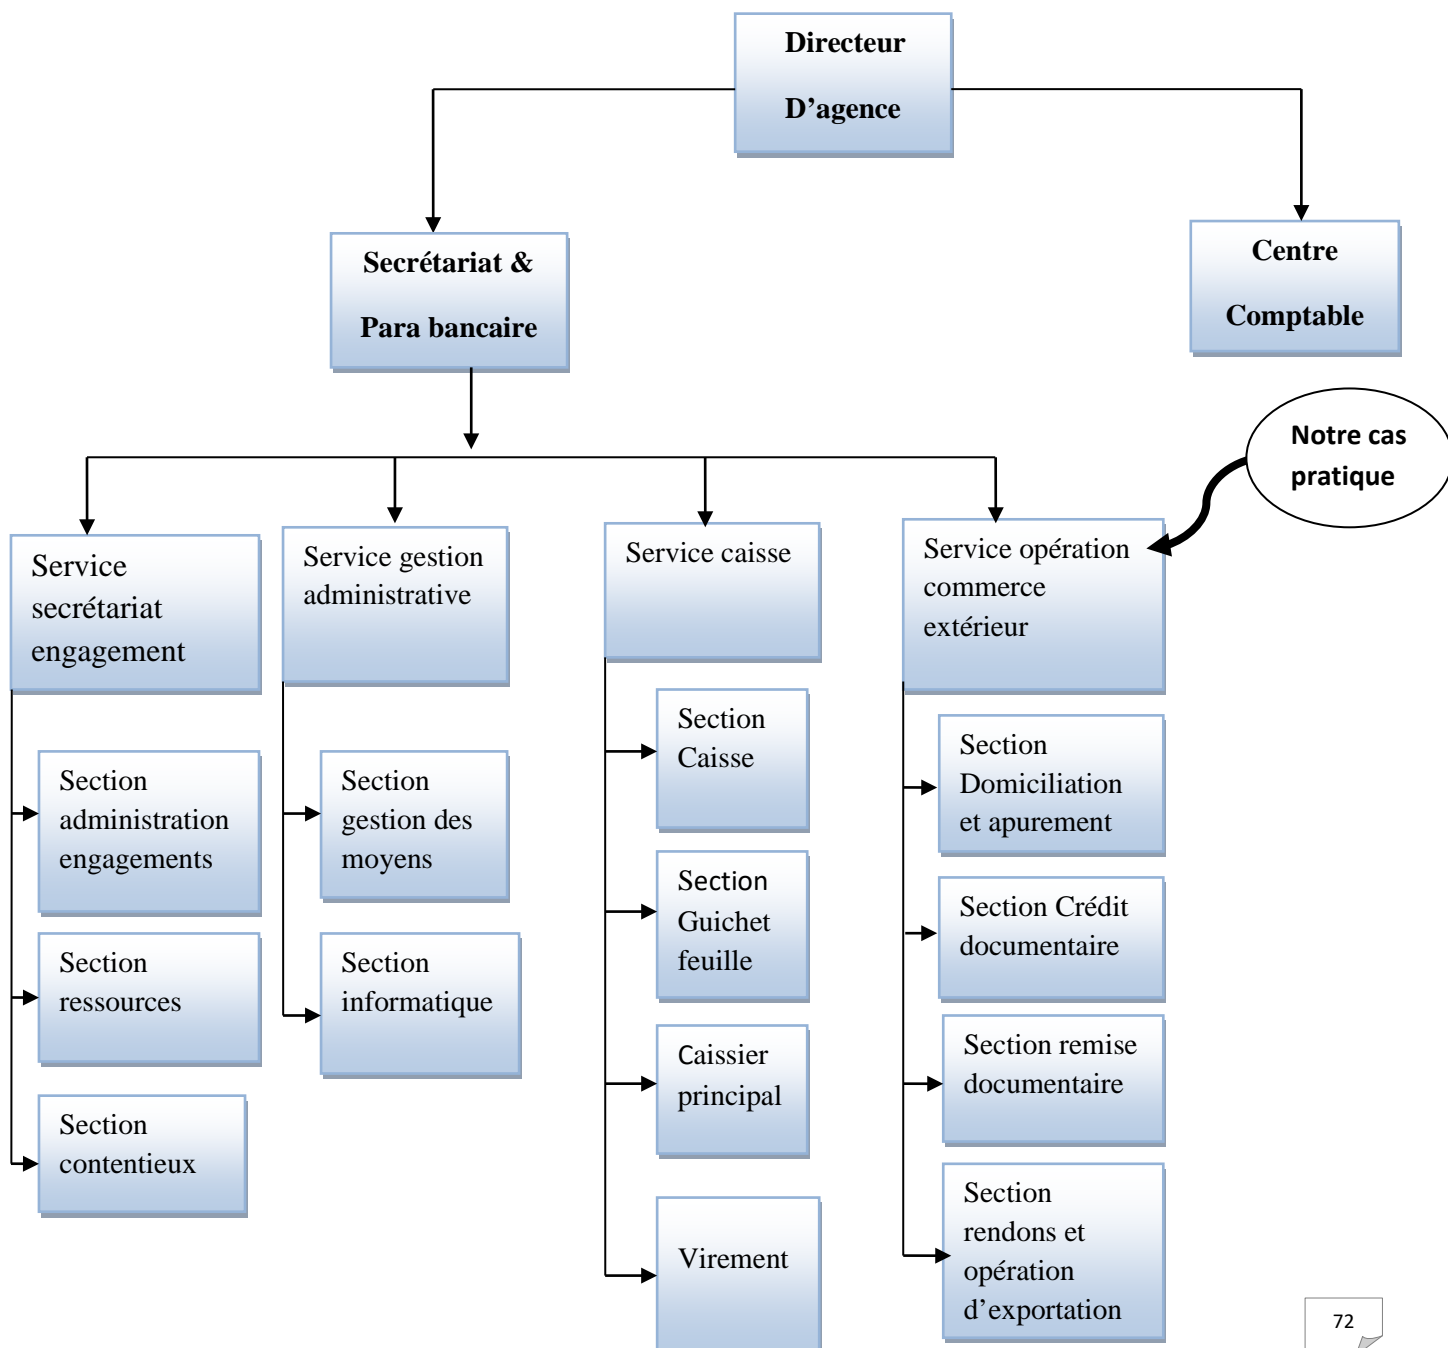 Directeur
D’agence
Secrétariat &
Para bancaire
Centre
Comptable
Notre cas
pratique
Service
secrétariat
engagement
Service gestion
administrative
Service caisse
Service opération
commerce
extérieur
Section
administration
engagements
Section
ressources
Section
contentieux
Section
gestion des
moyens
Section
informatique
Section
Caisse
Section
Guichet
feuille
Caissier
principal
Virement
Section
Domiciliation
et apurement
Section Crédit
documentaire
Section remise
documentaire
Section
rendons et
opération
d’exportation
72